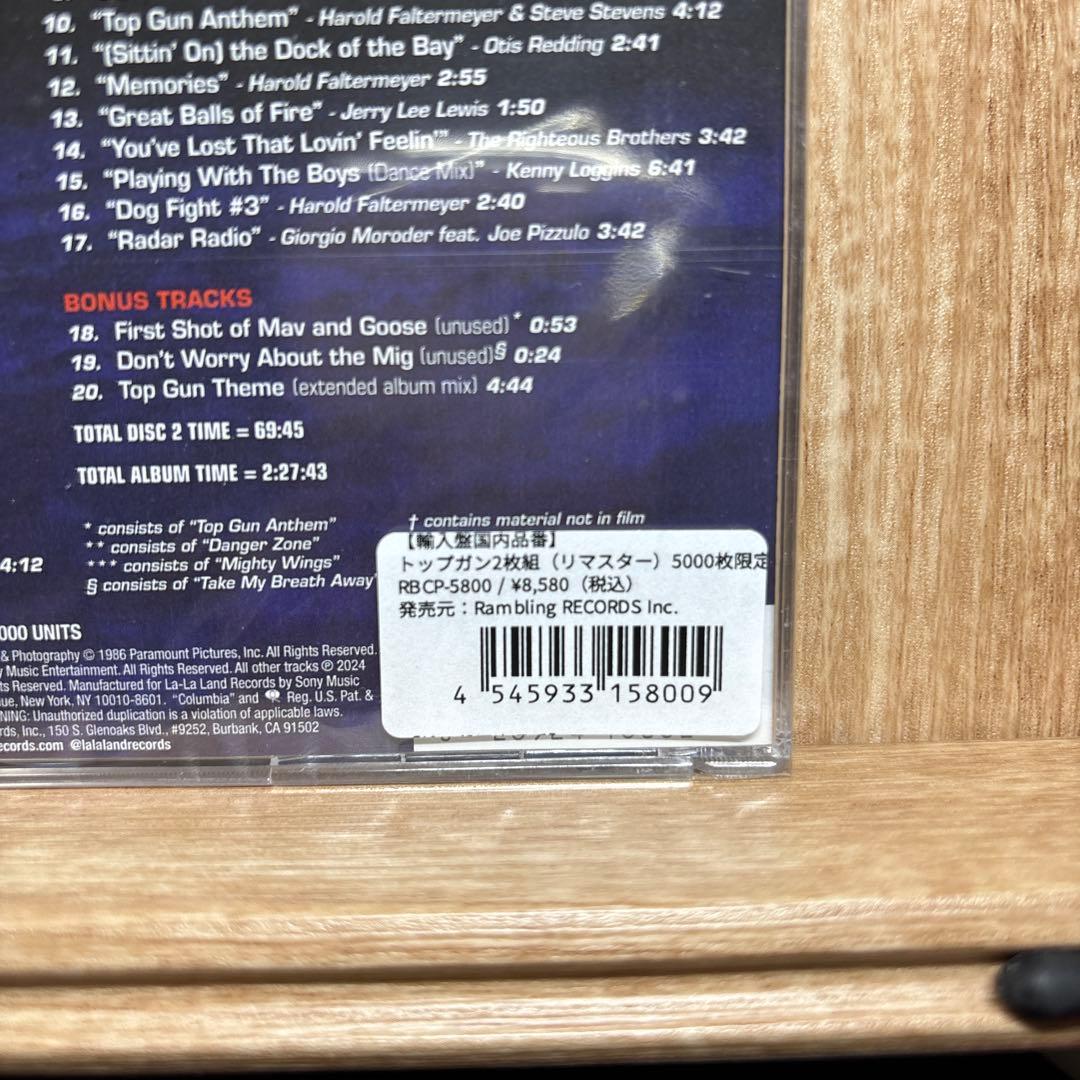 10. "Top Gun Anthem" - Harold Faltermeyer & Steve Stevens 4:12
11. "(Sittin' On) the Dock of the Bay" - Otis Redding 2:41
12. "Memories" - Harold Faltermeyer 2:55
13. "Great Balls of Fire" - Jerry Lee Lewis 1:50
14. "You've Lost That Lovin' Feelin'" - The Righteous Brothers 3:42
15. "Playing With The Boys (Dance Mix)" - Kenny Loggins 6:41
16. "Dog Fight #3" - Harold Faltermeyer 2:40
17. "Radar Radio" - Giorgio Moroder feat. Joe Pizzulo 3:42
BONUS TRACKS
18. First Shot of Mav and Goose (unused)* 0:53
19. Don't Worry About the Mig (unused)§ 0:24
20. Top Gun Theme (extended album mix) 4:44
TOTAL DISC 2 TIME = 69:45
TOTAL ALBUM TIME = 2:27:43
* consists of "Top Gun Anthem"
** consists of "Danger Zone"
*** consists of "Mighty Wings"
§ consists of "Take My Breath Away"
† contains material not in film
4:12
000 UNITS
& Photography © 1986 Paramount Pictures, Inc. All Rights Reserved.
y Music Entertainment. All Rights Reserved. All other tracks ℗ 2024
ts Reserved. Manufactured for La-La Land Records by Sony Music
ue, New York, NY 10010-8601. "Columbia" and Reg. U.S. Pat. &
NING: Unauthorized duplication is a violation of applicable laws.
rds, Inc., 150 S. Glenoaks Blvd., #9252, Burbank, CA 91502
ecords.com @lalalandrecords
【輸入盤国内品番】
トップガン2枚組（リマスター）5000枚限定
RBCP-5800 / ¥8,580（税込）
発売元：Rambling RECORDS Inc.
4 545933 158009